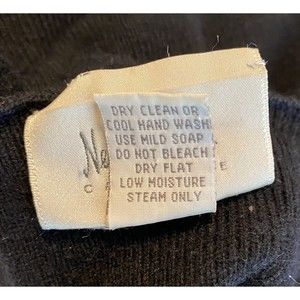 DRY CLEAN OR
COOL HAND WASH
USE MILD SOAP
DO NOT BLEACH
DRY FLAT
LOW MOISTURE
STEAM ONLY